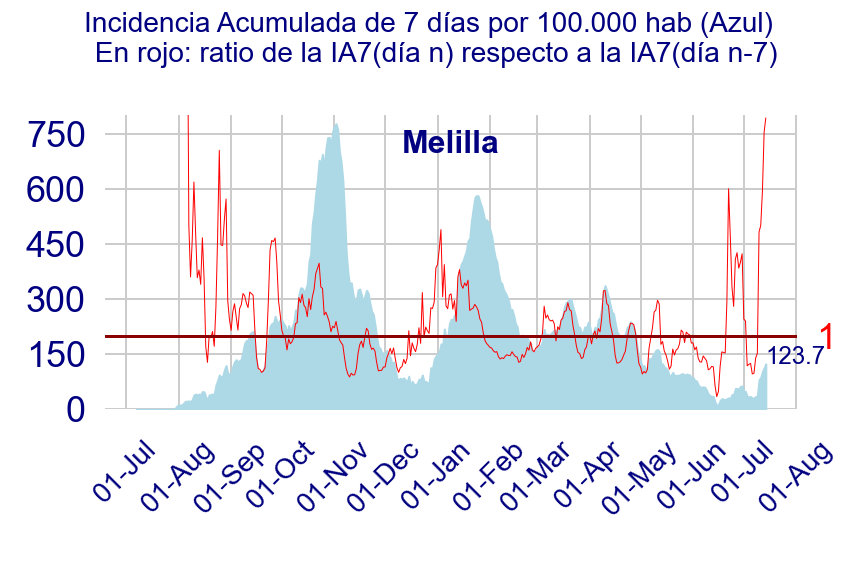 Incidencia Acumulada de 7 días por 100.000 hab (Azul)
En rojo: ratio de la IA7(día n) respecto a la IA7(día n-7)
Melilla
750
600
450
300
150
0
1
123.7
01-Jul
01-Aug
01-Sep
01-Oct
01-Nov
01-Dec
01-Jan
01-Feb
01-Mar
01-Apr
01-May
01-Jun
01-Jul
01-Aug